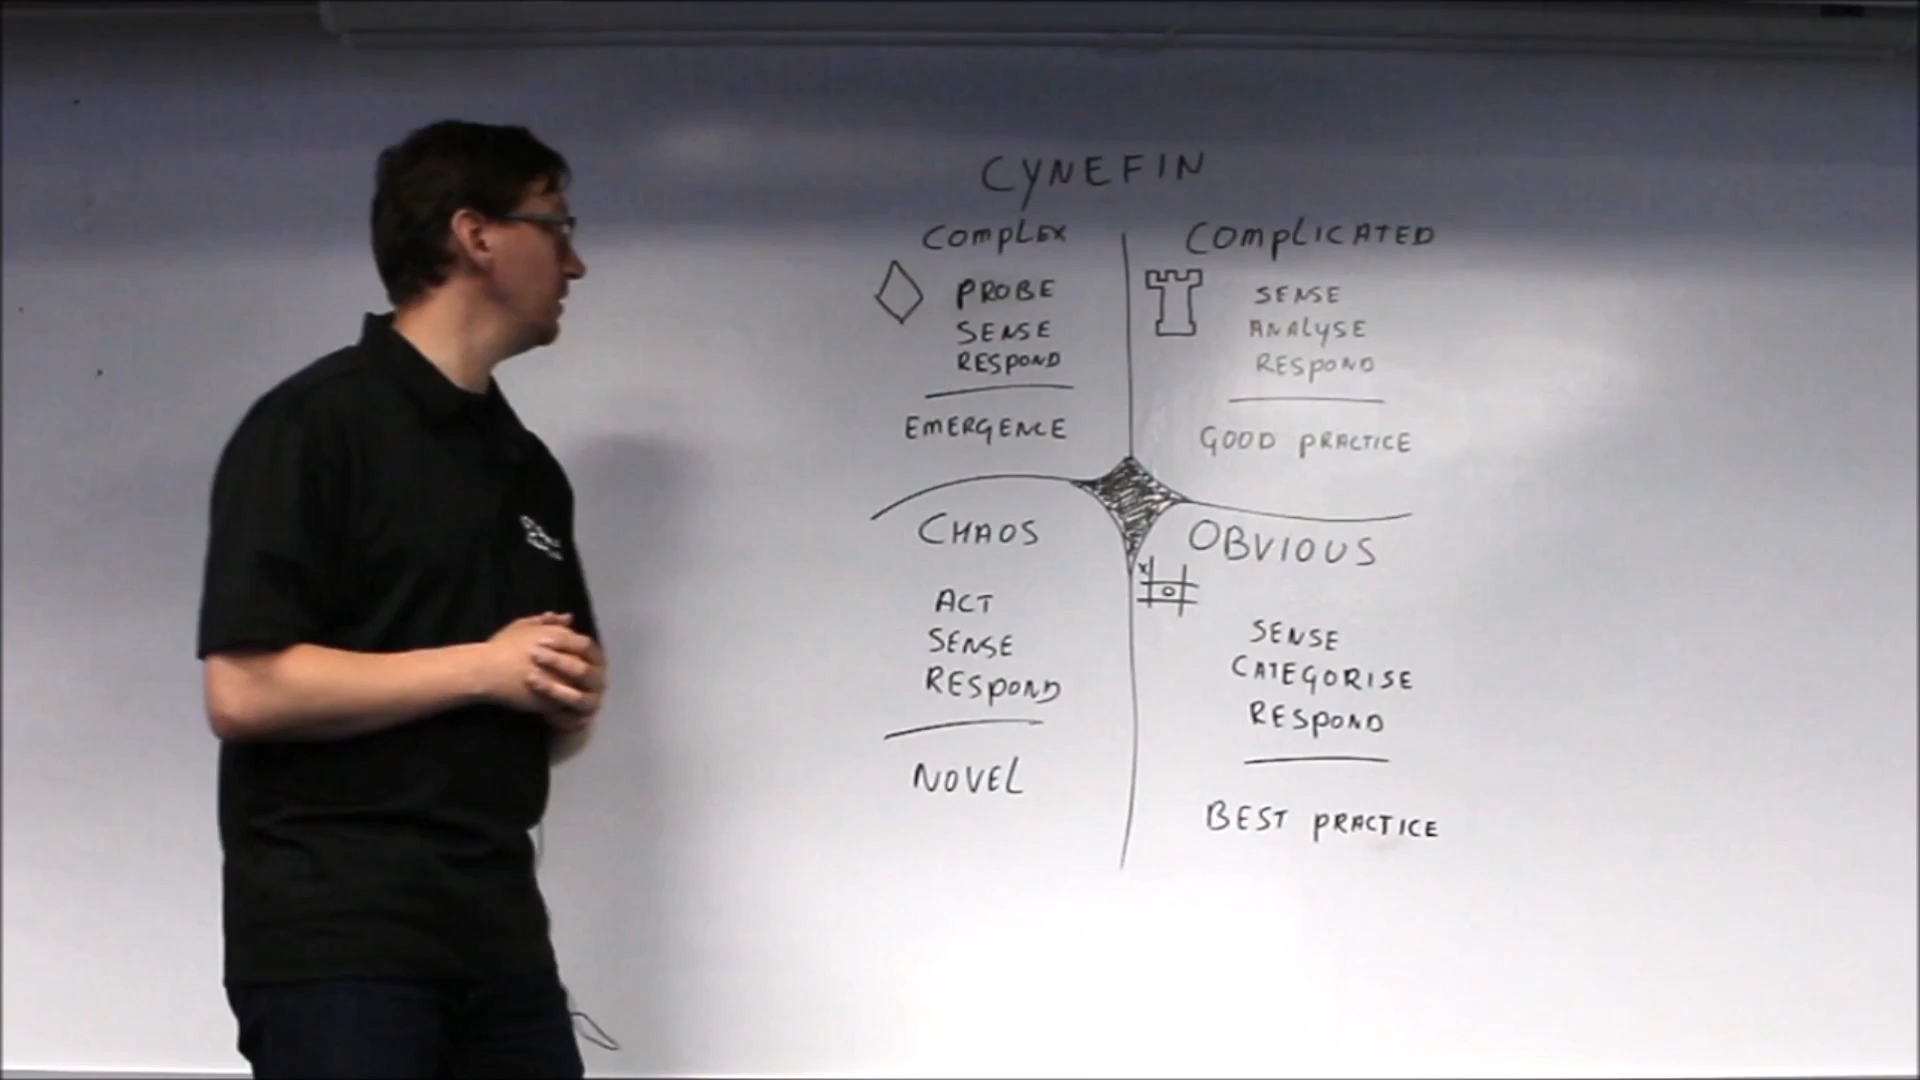 CYNEFIN
COMPLEX
PROBE
SENSE
RESPOND
EMERGENCE
COMPLICATED
SENSE
ANALYSE
RESPOND
GOOD PRACTICE
CHAOS
ACT
SENSE
RESPOND
NOVEL
OBVIOUS
X
O
SENSE
CATEGORISE
RESPOND
BEST PRACTICE